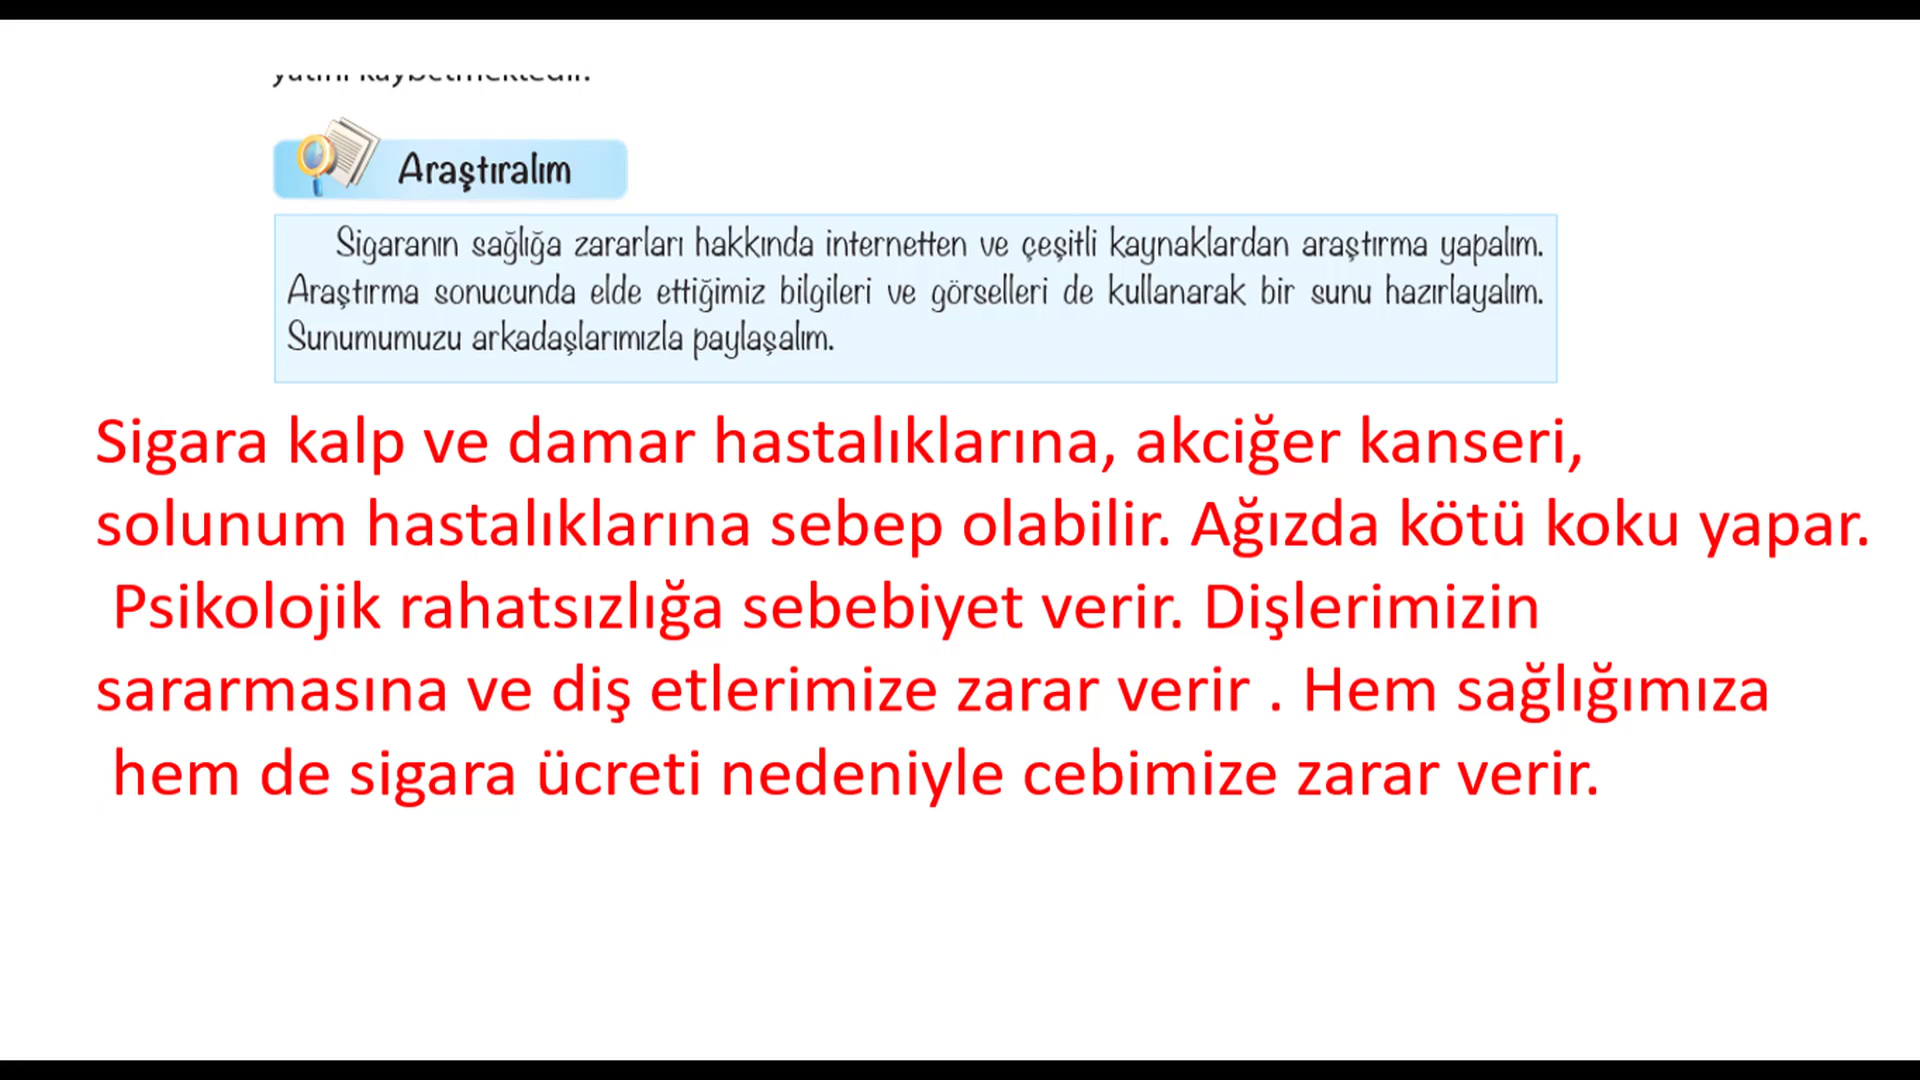 Araştıralım
Sigaranın sağlığa zararları hakkında internetten ve çeşitli kaynaklardan araştırma yapalım.
Araştırma sonucunda elde ettiğimiz bilgileri ve görselleri de kullanarak bir sunu hazırlayalım.
Sunumumuzu arkadaşlarımızla paylaşalım.
Sigara kalp ve damar hastalıklarına, akciğer kanseri,
solunum hastalıklarına sebep olabilir. Ağızda kötü koku yapar.
Psikolojik rahatsızlığa sebebiyet verir. Dişlerimizin
sararmasına ve diş etlerimize zarar verir . Hem sağlığımıza
hem de sigara ücreti nedeniyle cebimize zarar verir.